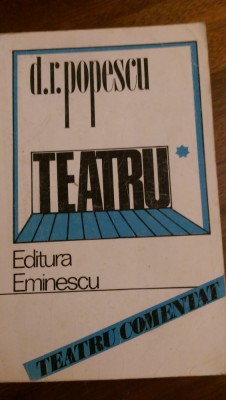 d.r.popescu
TEATRU*
Editura
Eminescu
TEATRU COMENTAT